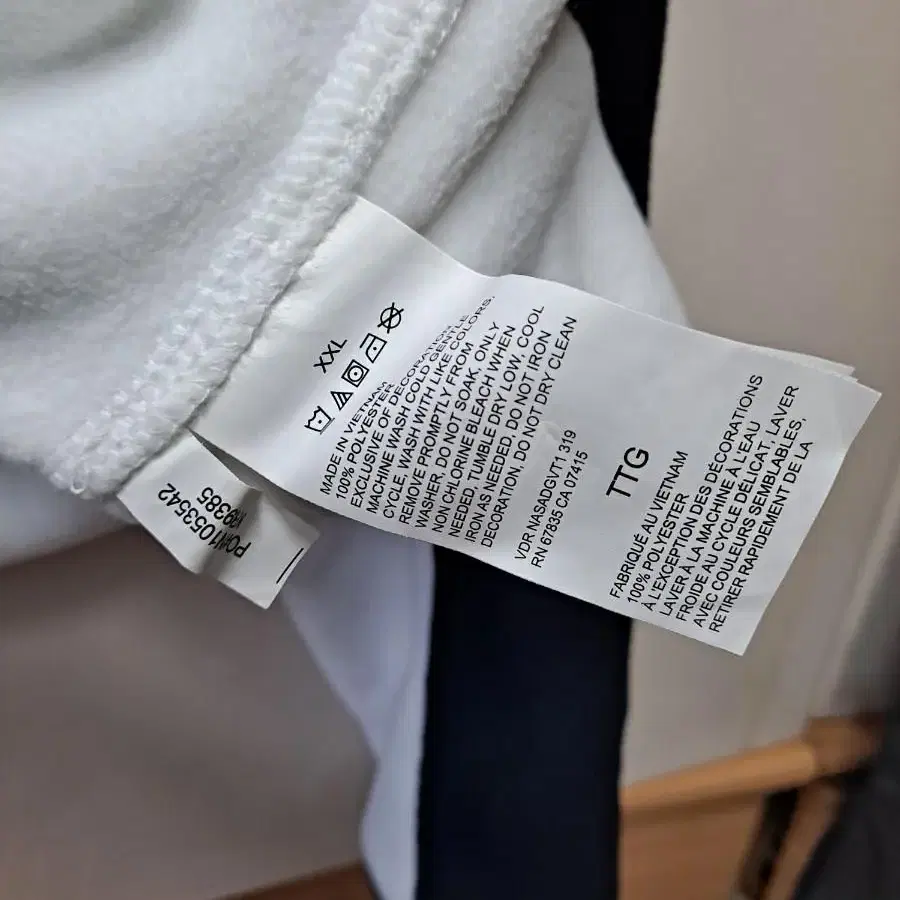 XXL
MADE IN VIETNAM
100% POLYESTER
EXCLUSIVE OF DECORATION.
MACHINE WASH COLD GENTLE
CYCLE, WASH WITH LIKE COLORS.
REMOVE PROMPTLY FROM
WASHER, DO NOT SOAK, ONLY
NON CHLORINE BLEACH WHEN
NEEDED, TUMBLE DRY LOW, COOL
IRON AS NEEDED, DO NOT IRON
DECORATION, DO NOT DRY CLEAN
VDR NASADGVT1 319
RN 67835 CA 07415
TTG
FABRIQUÉ AU VIETNAM
100% POLYESTER
À L'EXCEPTION DES DÉCORATIONS
LAVER À LA MACHINE À L'EAU
FROIDE AU CYCLE DÉLICAT, LAVER
AVEC COULEURS SEMBLABLES,
RETIRER RAPIDEMENT DE LA
PO#/1053542